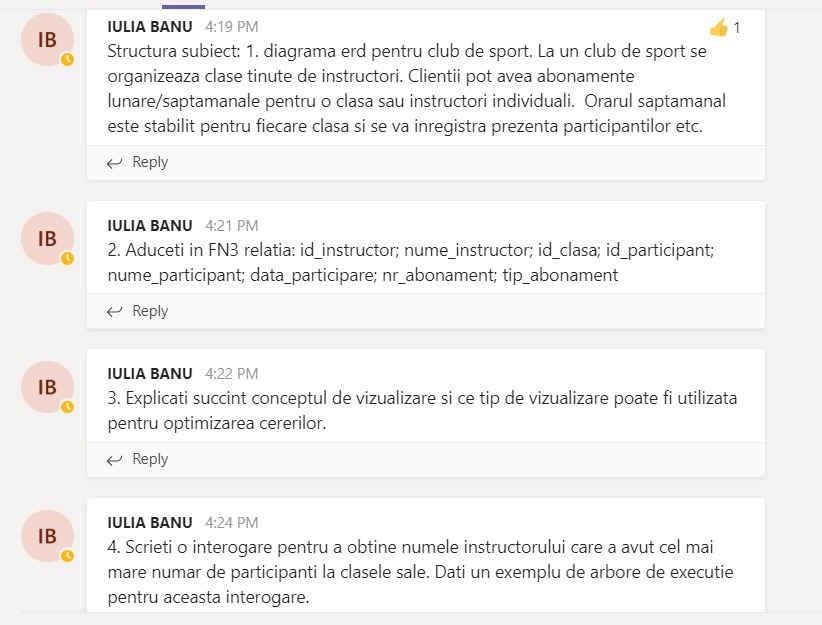 IB
IULIA BANU 4:19 PM
1
Structura subiect: 1. diagrama erd pentru club de sport. La un club de sport se
organizeaza clase tinute de instructori. Clientii pot avea abonamente
lunare/saptamanale pentru o clasa sau instructori individuali.  Orarul saptamanal
este stabilit pentru fiecare clasa si se va inregistra prezenta participantilor etc.
Reply
IB
IULIA BANU 4:21 PM
2. Aduceti in FN3 relatia: id_instructor; nume_instructor; id_clasa; id_participant;
nume_participant; data_participare; nr_abonament; tip_abonament
Reply
IB
IULIA BANU 4:22 PM
3. Explicati succint conceptul de vizualizare si ce tip de vizualizare poate fi utilizata
pentru optimizarea cererilor.
Reply
IB
IULIA BANU 4:24 PM
4. Scrieti o interogare pentru a obtine numele instructorului care a avut cel mai
mare numar de participanti la clasele sale. Dati un exemplu de arbore de executie
pentru aceasta interogare.